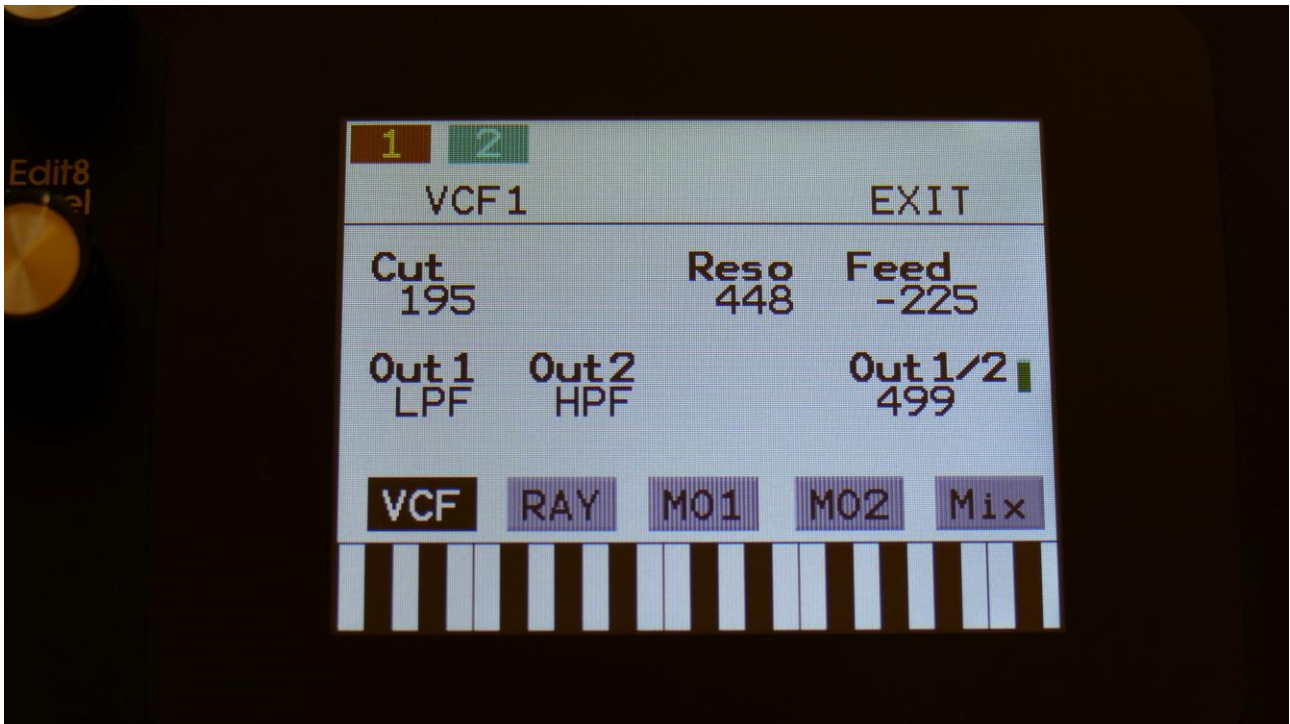 Edit8
1 2
VCF1 EXIT
Cut Reso Feed
195 448 -225
Out1 Out2 Out1/2
LPF HPF 499
VCF RAY MO1 MO2 Mix